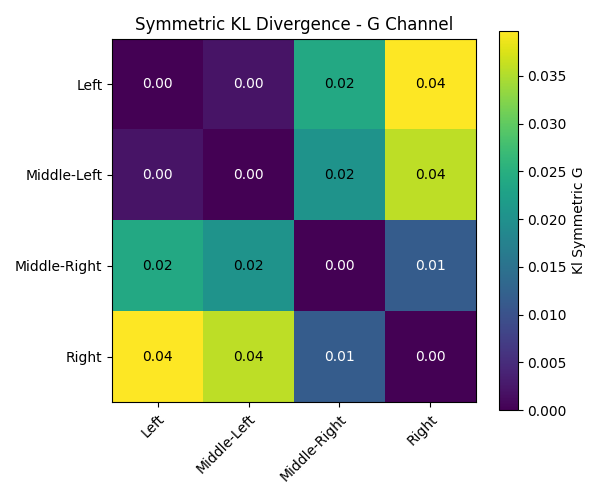 Symmetric KL Divergence - G Channel
Left
0.00 0.00 0.02 0.04
Middle-Left
0.00 0.00 0.02 0.04
Middle-Right
0.02 0.02 0.00 0.01
Right
0.04 0.04 0.01 0.00
Left
Middle-Left
Middle-Right
Right
0.035
0.030
0.025
0.020
0.015
0.010
0.005
0.000
Kl Symmetric G